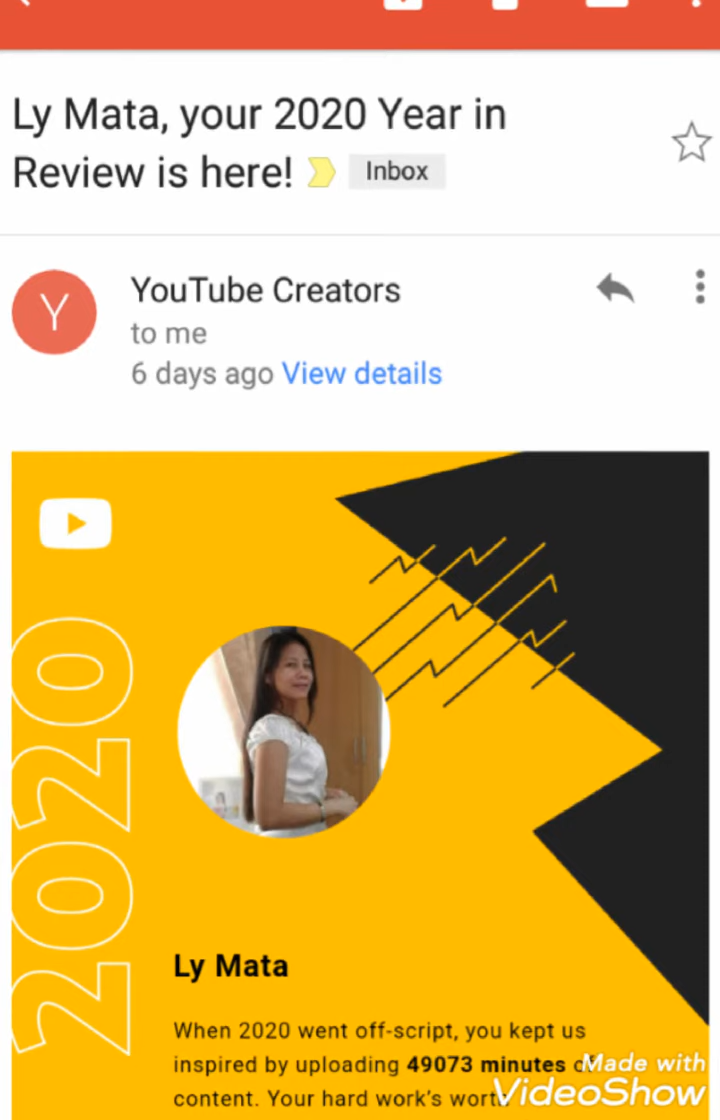 Ly Mata, your 2020 Year in
Review is here! Inbox
Y
YouTube Creators
to me
6 days ago View details
2020
Ly Mata
When 2020 went off-script, you kept us
inspired by uploading 49073 minutes
content. Your hard work's
Made with
VideoShow